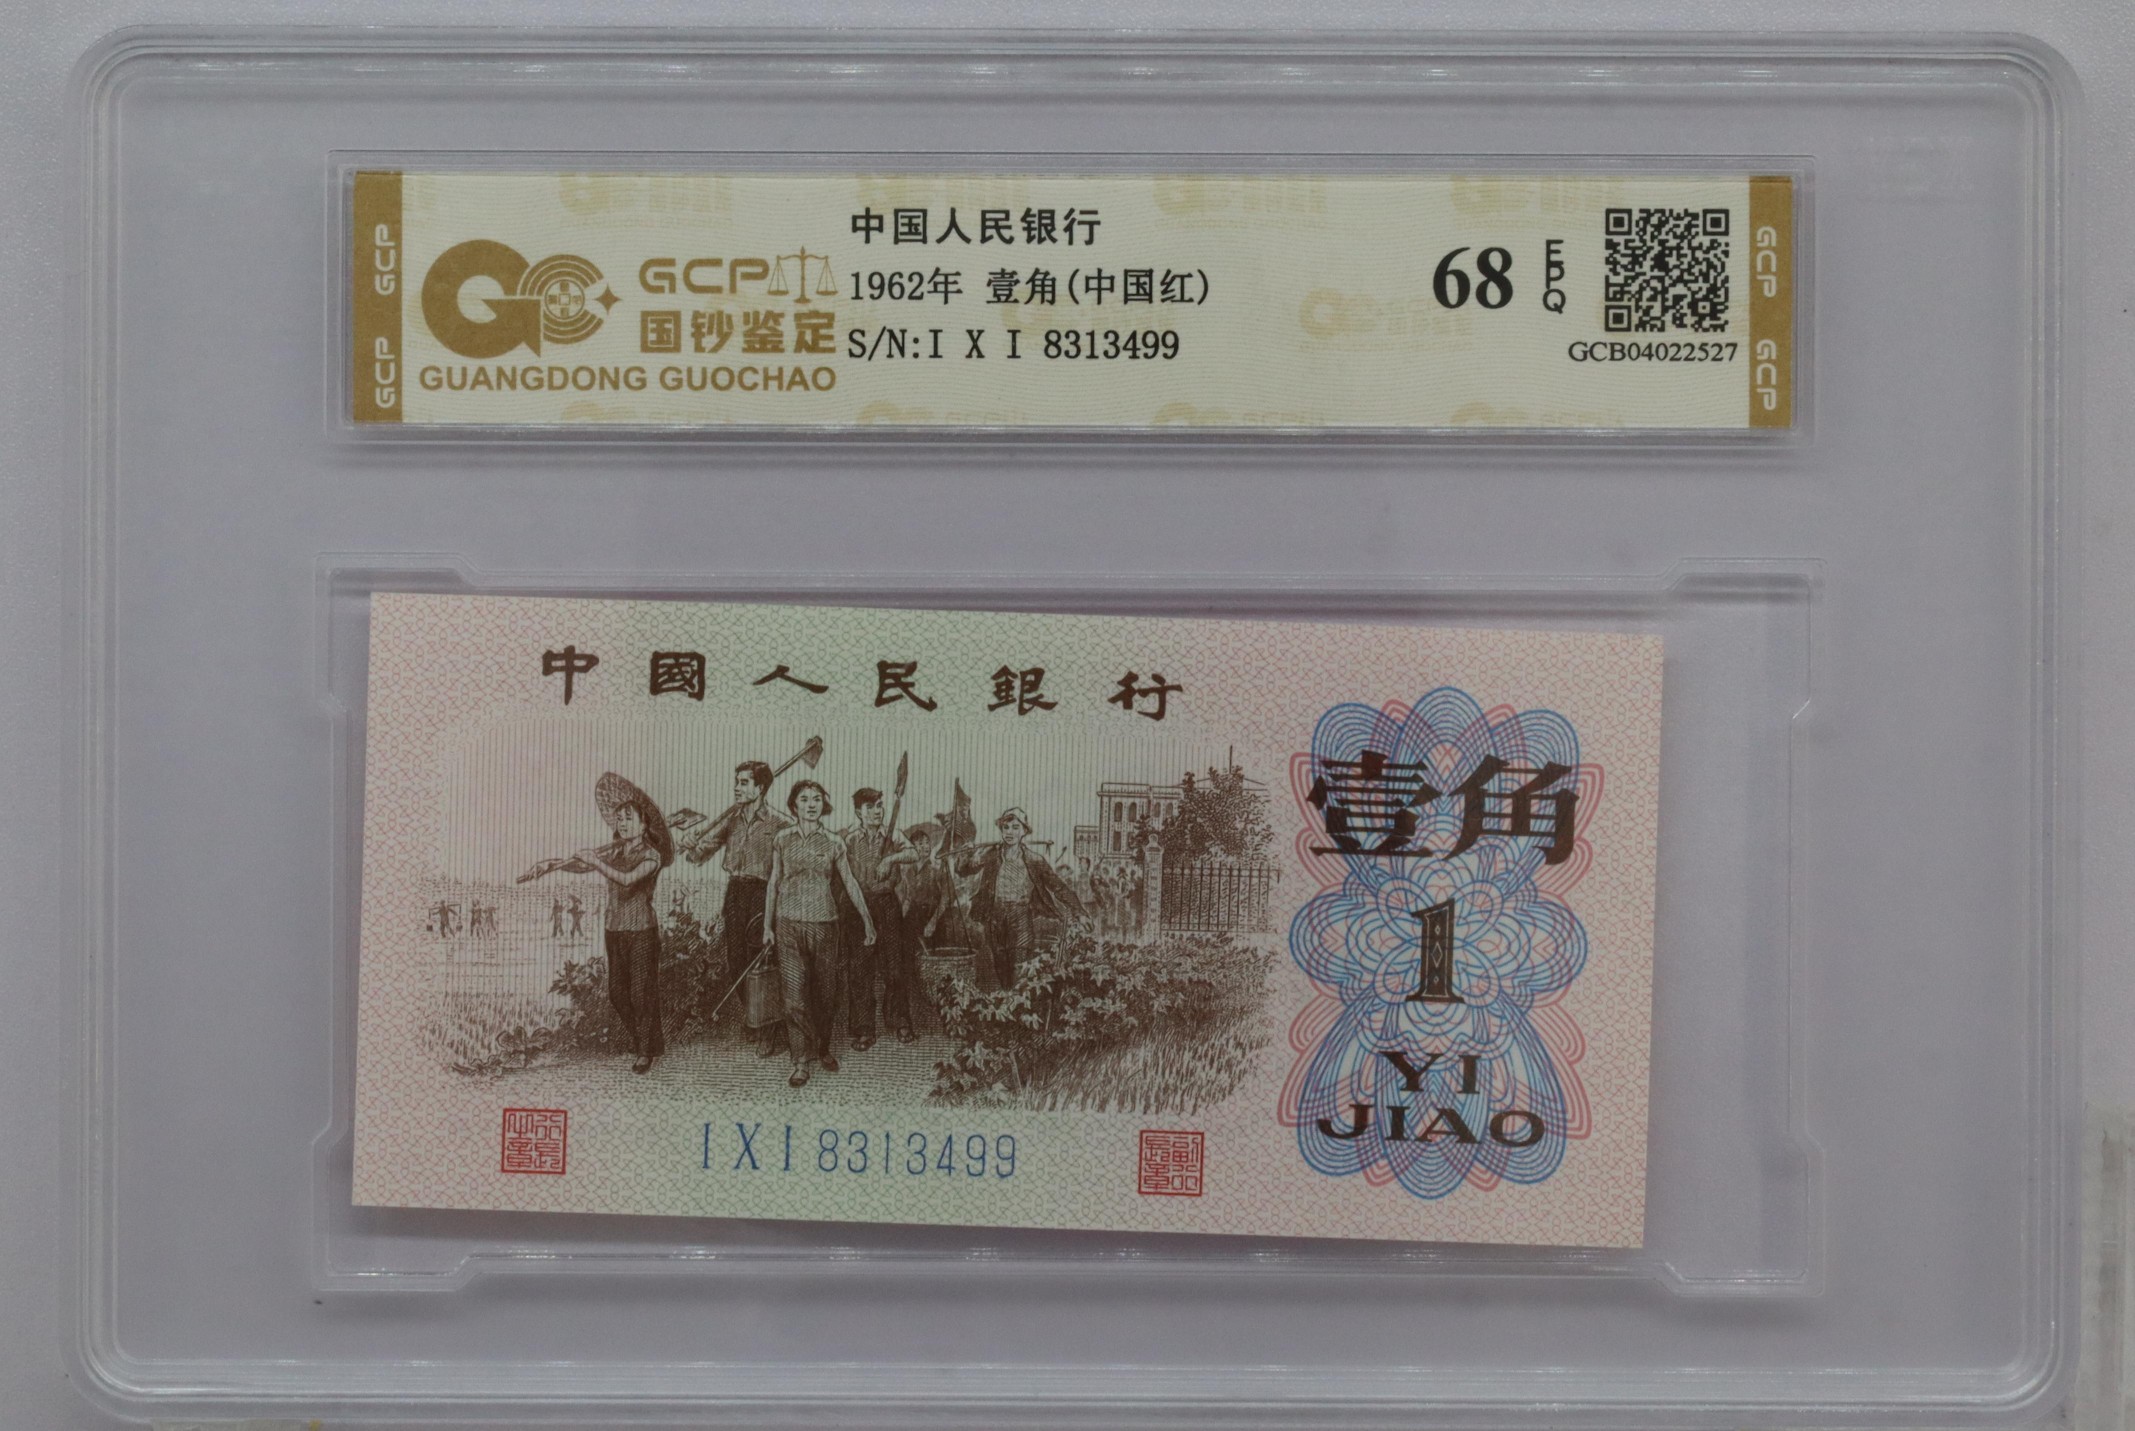 GCP GCP
GCP
国钞鉴定
GUANGDONG GUOCHAO
中国人民银行
1962年 壹角(中国红)
S/N:I X I 8313499
68 EPQ
GCB04022527
GCP GCP
中國人民銀行
壹角
1
YI
JIAO
I X I 8313499